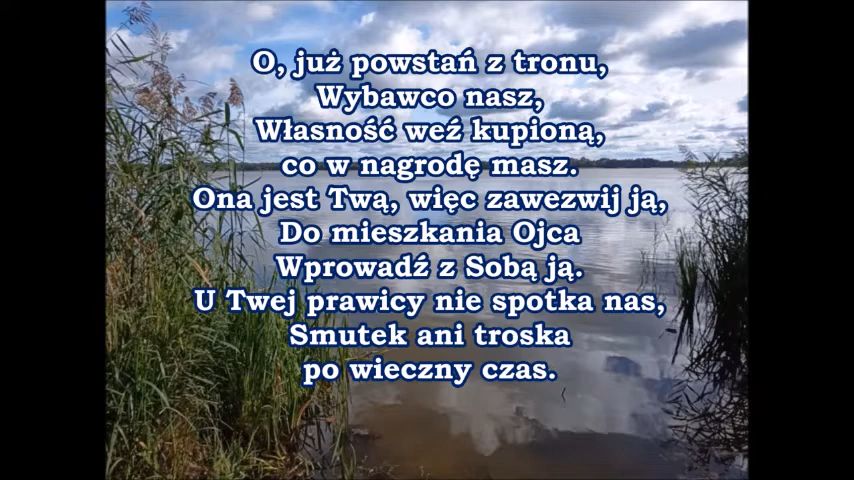 O, już powstań z tronu,
Wybawco nasz,
Własność weź kupioną,
co w nagrodę masz.
Ona jest Twą, więc zawezwij ją,
Do mieszkania Ojca
Wprowadź z Sobą ją.
U Twej prawicy nie spotka nas,
Smutek ani troska
po wieczny czas.